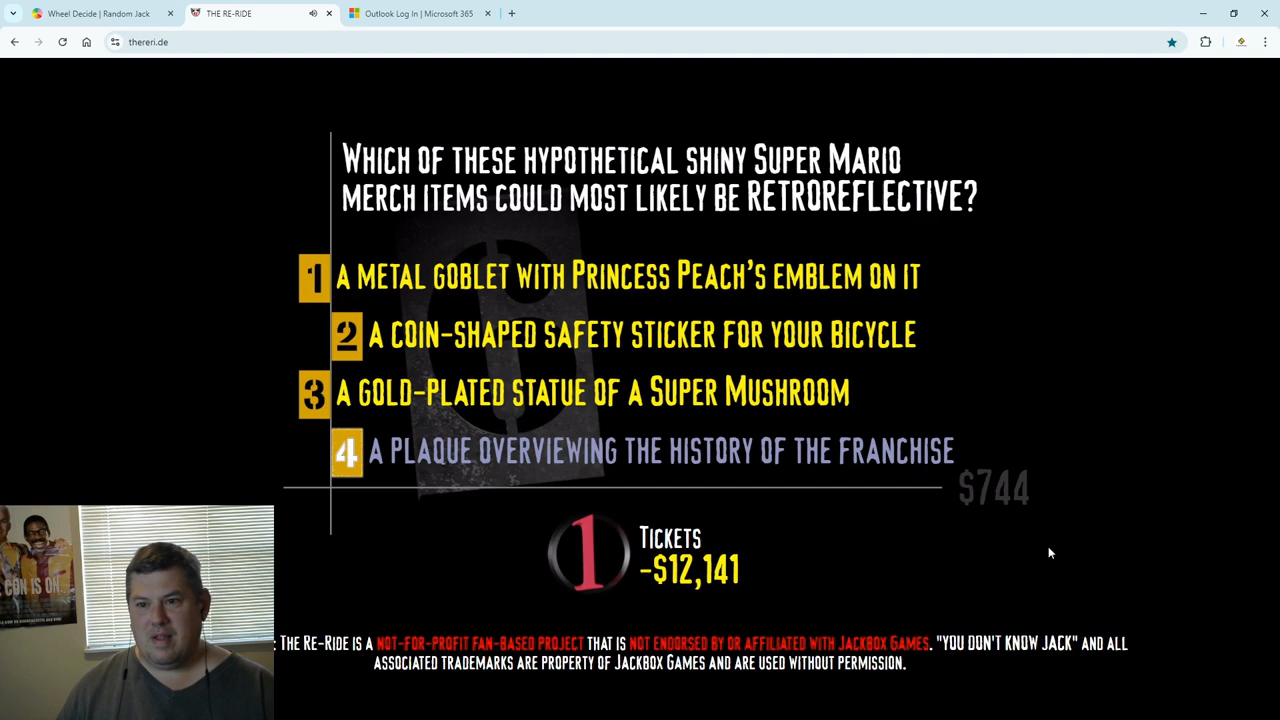 Wheel Decide | Random Jack
THE RE-RIDE
Outlook Log In | Microsoft 365
thereri.de
WHICH OF THESE HYPOTHETICAL SHINY SUPER MARIO
MERCH ITEMS COULD MOST LIKELY BE RETROREFLECTIVE?
1 A METAL GOBLET WITH PRINCESS PEACH'S EMBLEM ON IT
2 A COIN-SHAPED SAFETY STICKER FOR YOUR BICYCLE
3 A GOLD-PLATED STATUE OF A SUPER MUSHROOM
4 A PLAQUE OVERVIEWING THE HISTORY OF THE FRANCHISE
$744
6
1 TICKETS
-$12,141
CON IS ON
: THE RE-RIDE IS A NOT-FOR-PROFIT FAN-BASED PROJECT THAT IS NOT ENDORSED BY OR AFFILIATED WITH JACKBOX GAMES. "YOU DON'T KNOW JACK" AND ALL
ASSOCIATED TRADEMARKS ARE PROPERTY OF JACKBOX GAMES AND ARE USED WITHOUT PERMISSION.